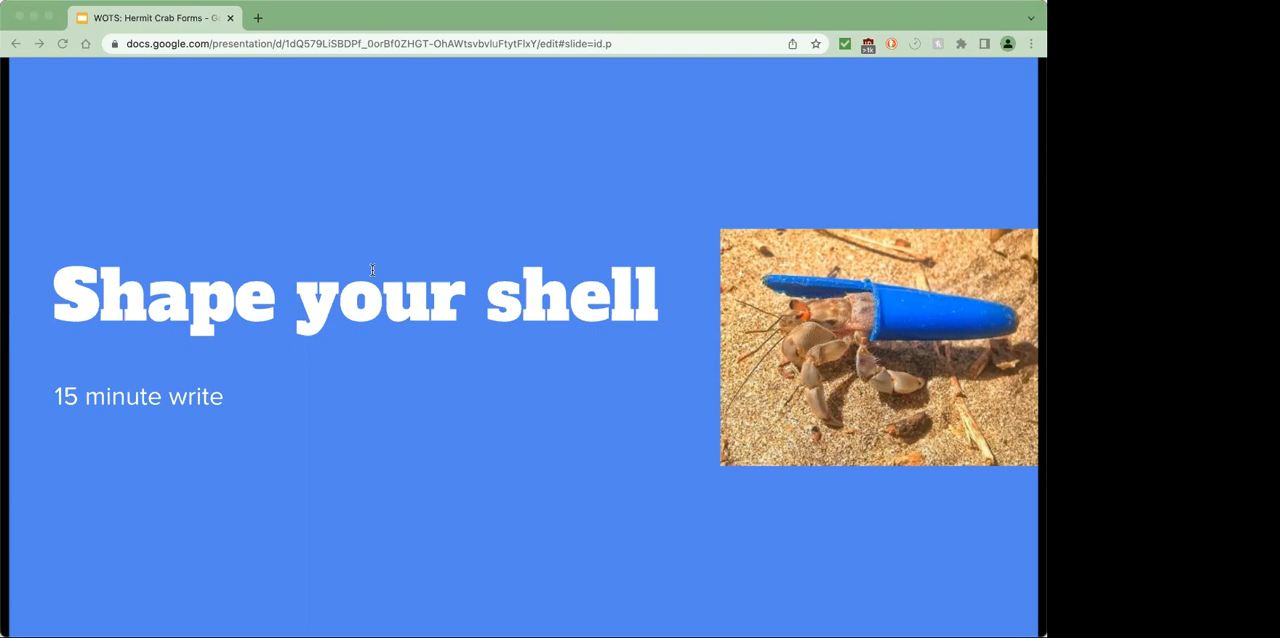 WOTS: Hermit Crab Forms - G
docs.google.com/presentation/d/1dQ579LiSBDPf_0orBf0ZHGT-OhAWtsvbvluFtytFlxY/edit#slide=id.p
>1k
Shape your shell
15 minute write